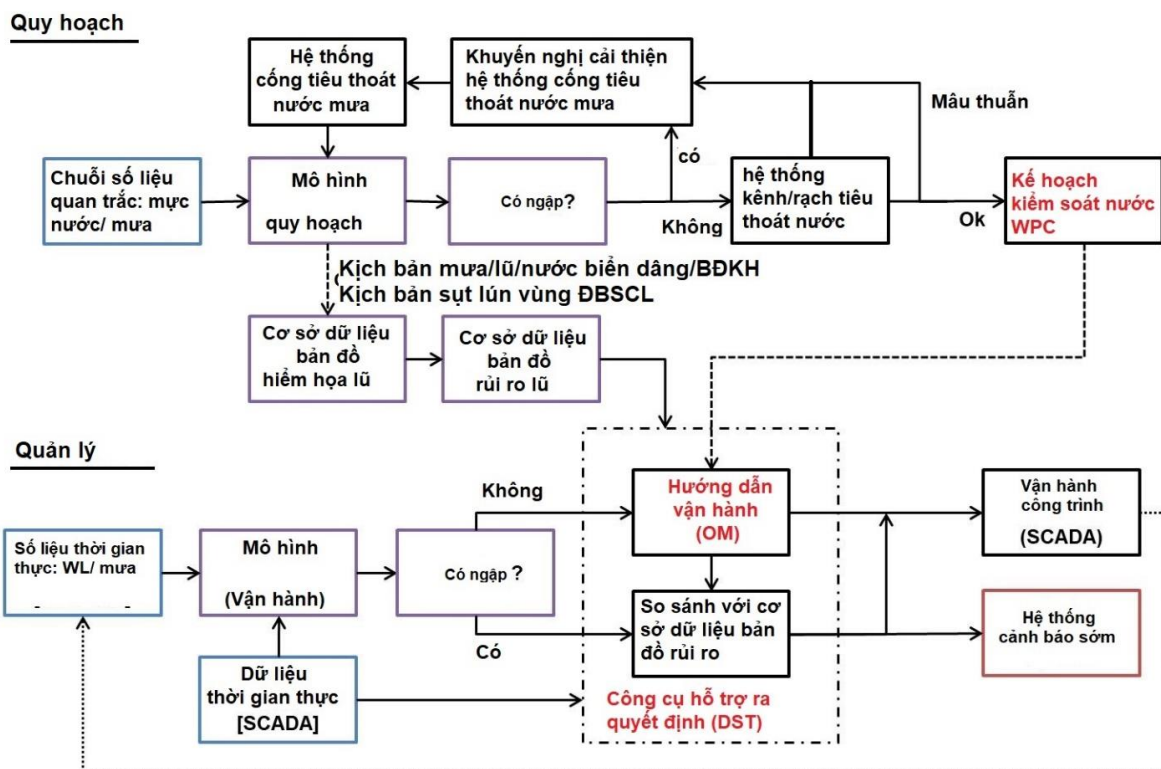 Quy hoạch
Hệ thống
cống tiêu thoát
nước mưa
Khuyến nghị cải thiện
hệ thống cống tiêu
thoát nước mưa
Mâu thuẫn
Chuỗi số liệu
quan trắc: mực
nước/ mưa
Mô hình
quy hoạch
Có ngập?
có
Không
hệ thống
kênh/rạch tiêu
thoát nước
Ok
Kế hoạch
kiểm soát nước
WPC
Kịch bản mưa/lũ/nước biển dâng/BĐKH
Kịch bản sụt lún vùng ĐBSCL
Cơ sở dữ liệu
bản đồ
hiểm họa lũ
Cơ sở dữ liệu
bản đồ
rủi ro lũ
Quản lý
Số liệu thời gian
thực: WL/ mưa
- -
Mô hình
(Vận hành)
Có ngập ?
Không
Có
Hướng dẫn
vận hành
(OM)
So sánh với cơ
sở dữ liệu bản
đồ rủi ro
Vận hành
công trình
(SCADA)
Hệ thống
cảnh báo sớm
Dữ liệu
thời gian thực
[SCADA]
Công cụ hỗ trợ ra
quyết định (DST)